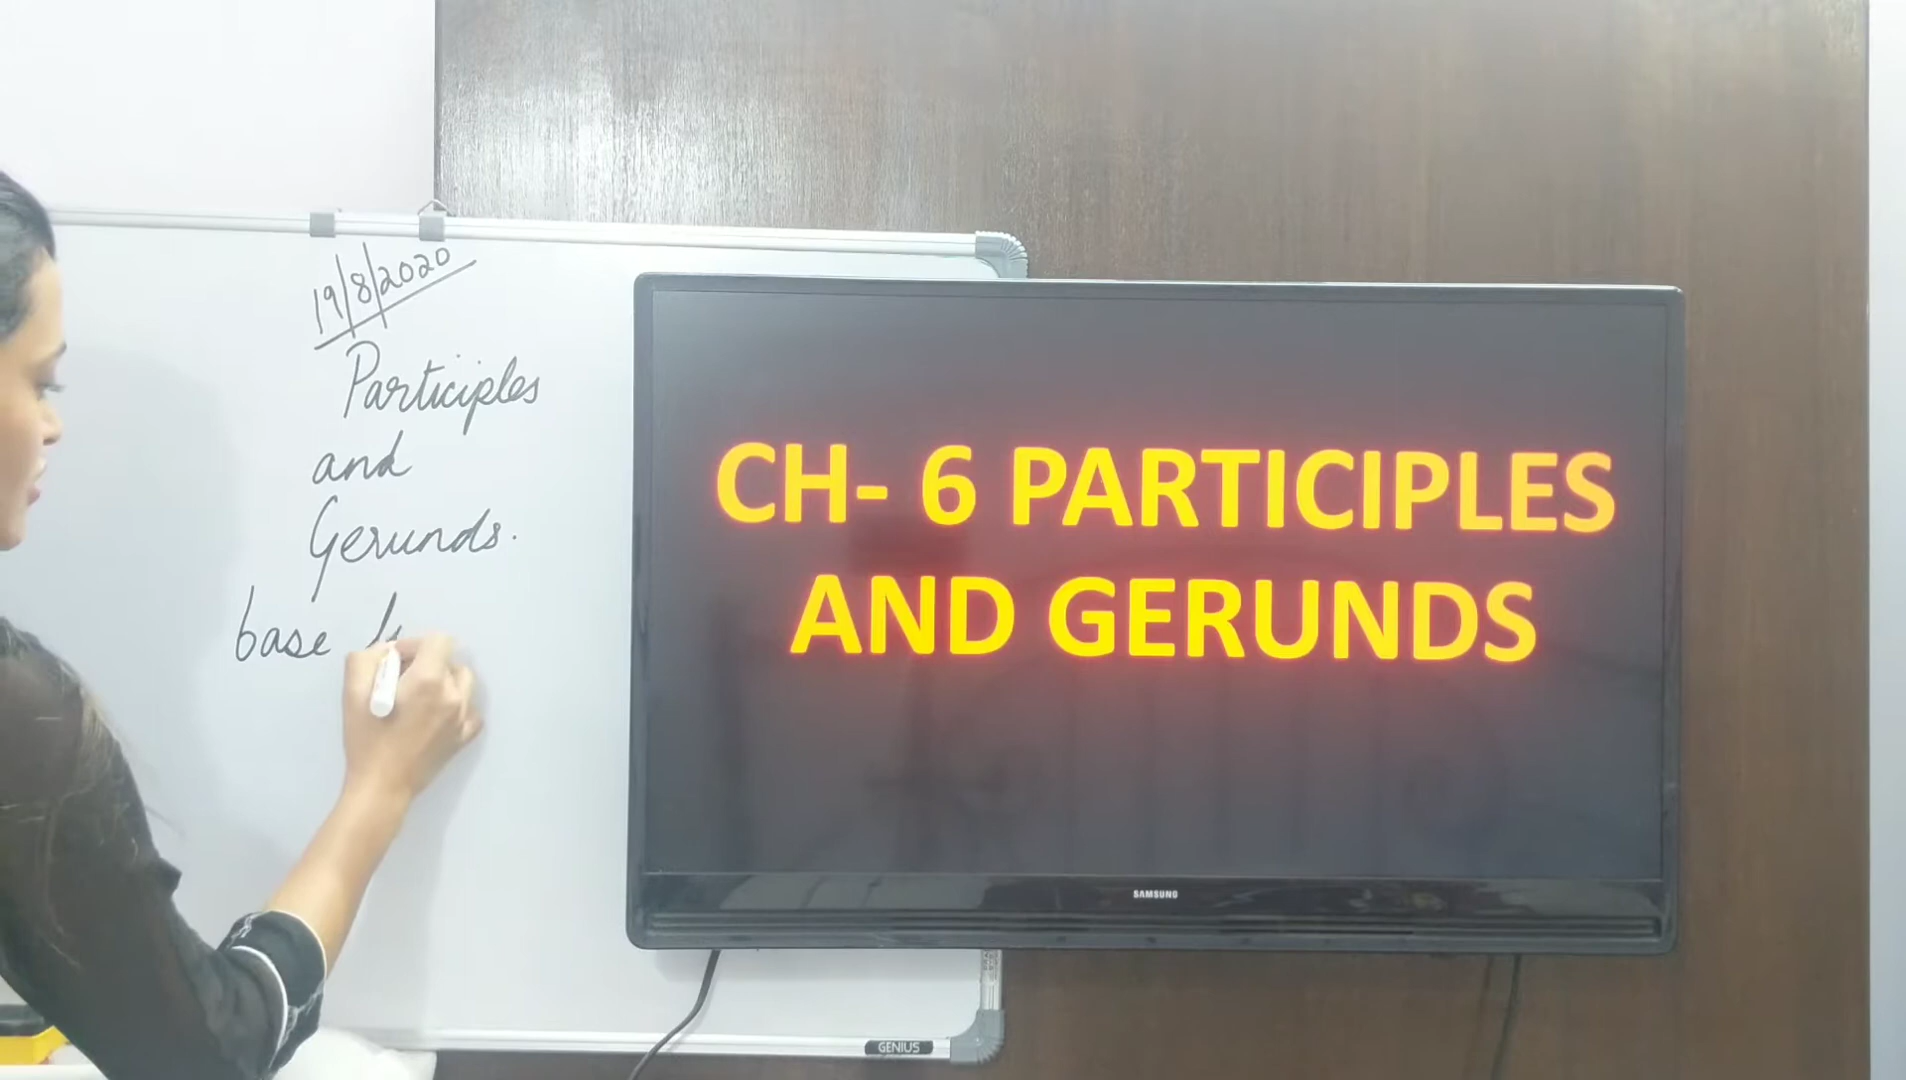 19/8/2020
Participles
and
Gerunds.
base
CH- 6 PARTICIPLES
AND GERUNDS
SAMSUNG
GENIUS